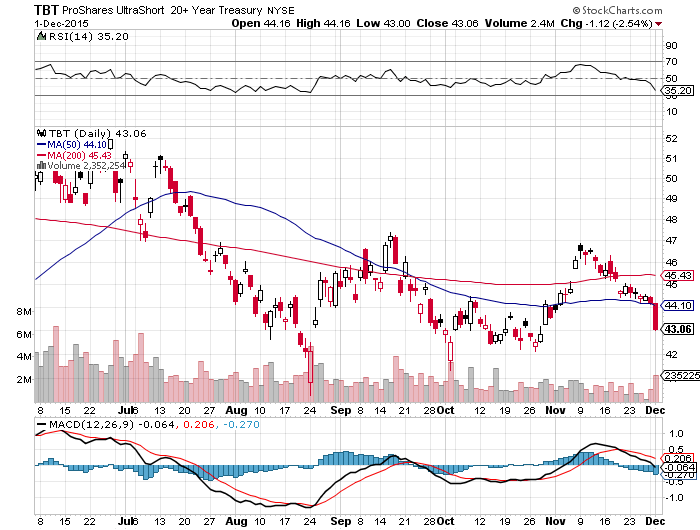 TBT ProShares UltraShort 20+ Year Treasury NYSE © StockCharts.com
1-Dec-2015 Open 44.16 High 44.16 Low 43.00 Close 43.06 Volume 2.4M Chg -1.12 (-2.54%)
RSI(14) 35.20
90
70
50
35.20
30
10
TBT (Daily) 43.06
MA(50) 44.10
MA(200) 45.43
Volume 2,352,254
52
51
50
49
48
47
46
45.43
45
44.10
43.06
42
8M
6M
4M
2M
8 15 22 Jul6 13 20 27 Aug 10 17 24 Sep 8 14 21 28 Oct 12 19 26 Nov 9 16 23 Dec
MACD(12,26,9) -0.064, 0.206, -0.270
1.0
0.5
0.206
-0.064
-0.270
-0.5
-1.0
8 15 22 Jul6 13 20 27 Aug 10 17 24 Sep 8 14 21 28 Oct 12 19 26 Nov 9 16 23 Dec